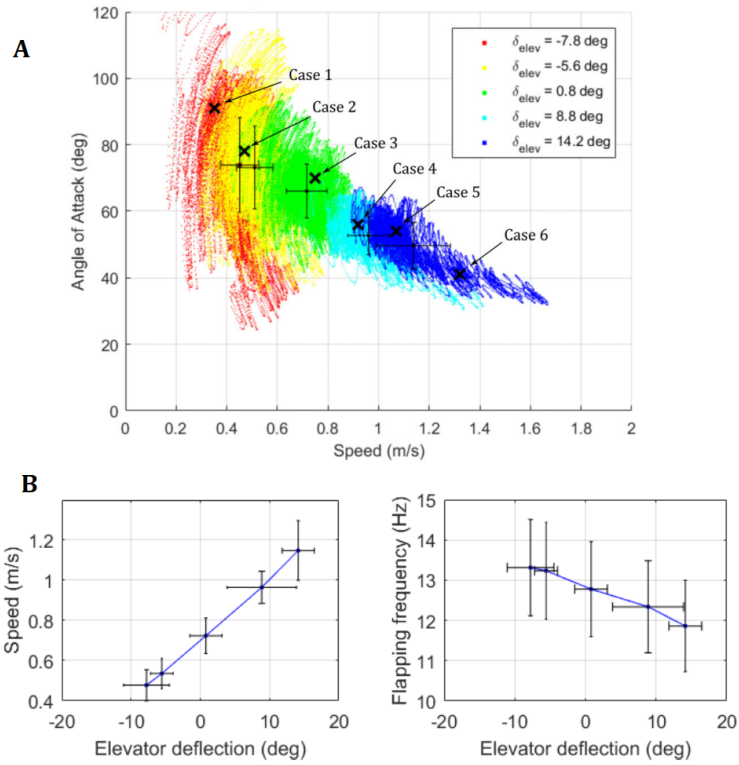 A
120
100
80
60
40
20
0
Angle of Attack (deg)
0 0.2 0.4 0.6 0.8 1 1.2 1.4 1.6 1.8 2
Speed (m/s)
Case 1
Case 2
Case 3
Case 4
Case 5
Case 6
δelev = -7.8 deg
δelev = -5.6 deg
δelev = 0.8 deg
δelev = 8.8 deg
δelev = 14.2 deg
B
1.2
1
0.8
0.6
0.4
Speed (m/s)
-20 -10 0 10 20
Elevator deflection (deg)
15
14
13
12
11
10
Flapping frequency (Hz)
-20 -10 0 10 20
Elevator deflection (deg)